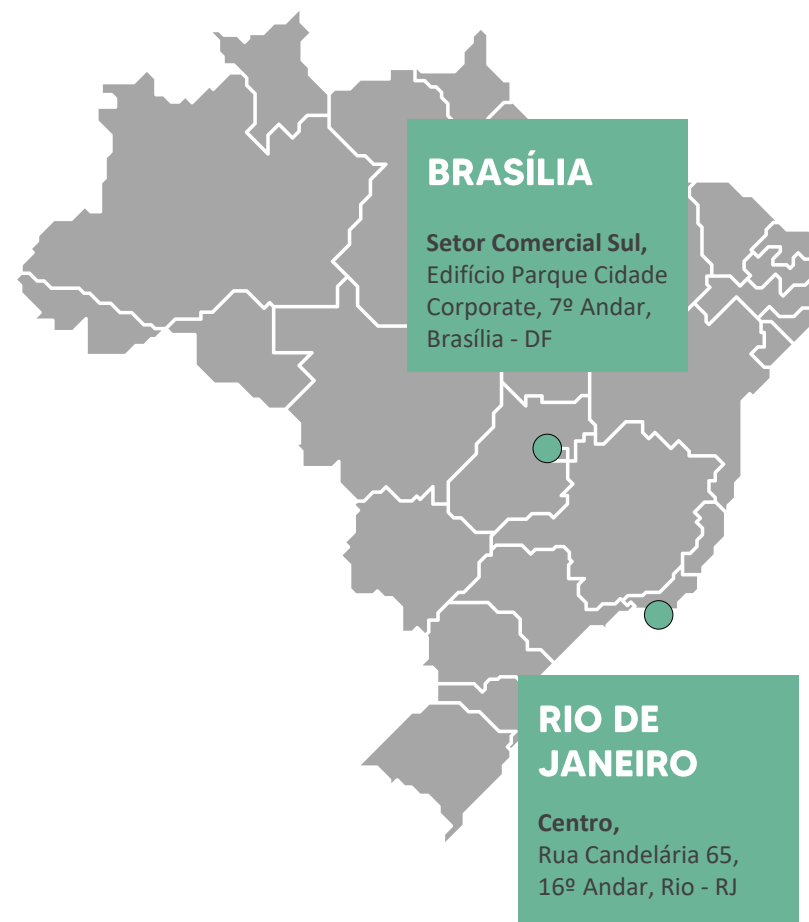 BRASÍLIA
Setor Comercial Sul,
Edifício Parque Cidade
Corporate, 7º Andar,
Brasília - DF
RIO DE
JANEIRO
Centro,
Rua Candelária 65,
16º Andar, Rio - RJ